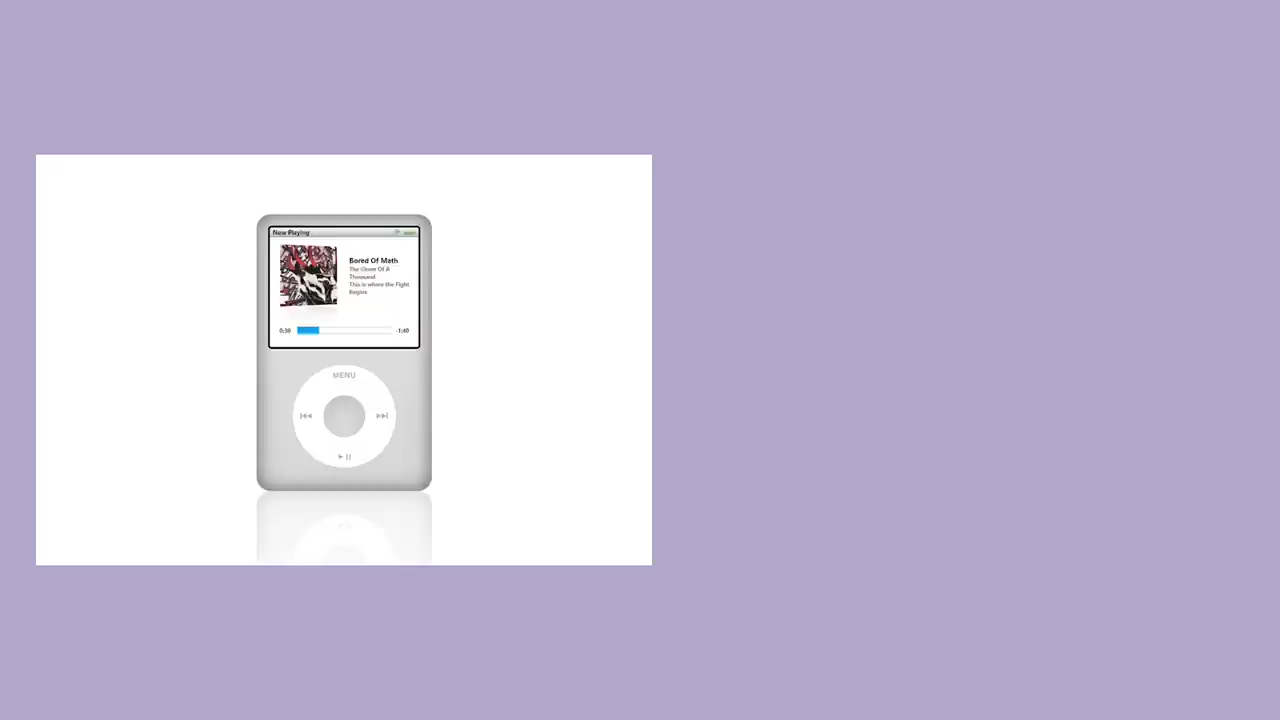 Now Playing
Bored Of Math
The Ghost Of A
Thousand
This is where the Fight
Begins
0:30
-1:40
MENU